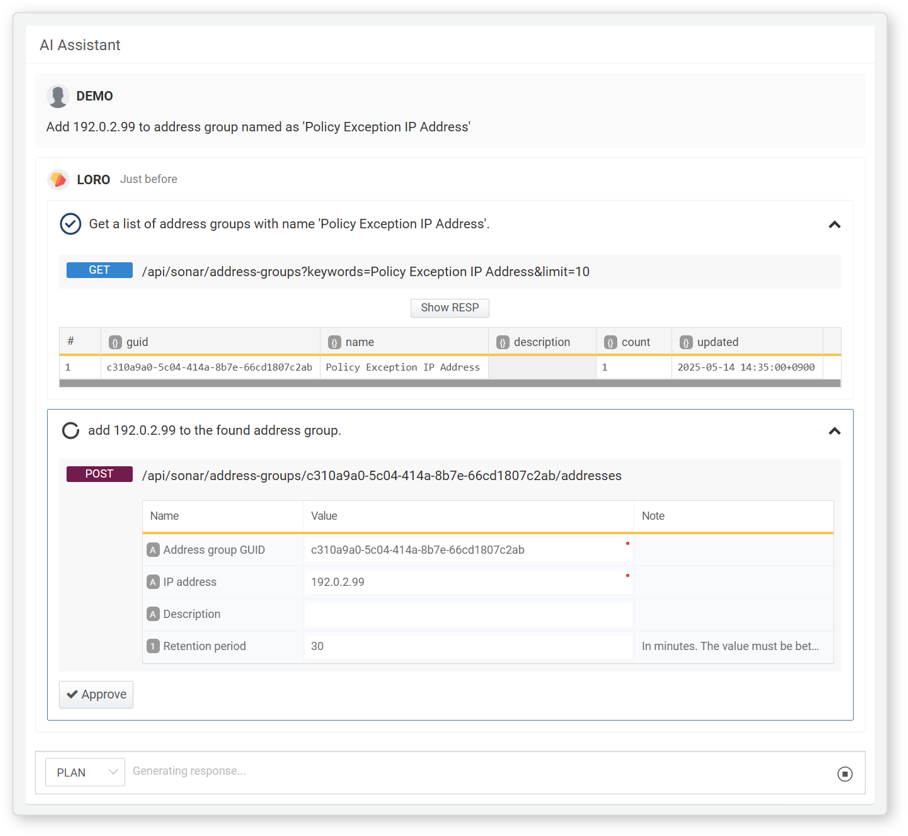 AI Assistant
DEMO
Add 192.0.2.99 to address group named as 'Policy Exception IP Address'
LORO Just before
Get a list of address groups with name 'Policy Exception IP Address'.
GET /api/sonar/address-groups?keywords=Policy Exception IP Address&limit=10
Show RESP
# {} guid {} name {} description {} count {} updated
1 c310a9a0-5c04-414a-8b7e-66cd1807c2ab Policy Exception IP Address 1 2025-05-14 14:35:00+0900
add 192.0.2.99 to the found address group.
POST /api/sonar/address-groups/c310a9a0-5c04-414a-8b7e-66cd1807c2ab/addresses
Name Value Note
A Address group GUID c310a9a0-5c04-414a-8b7e-66cd1807c2ab
A IP address 192.0.2.99
A Description
1 Retention period 30 In minutes. The value must be bet...
Approve
PLAN Generating response...